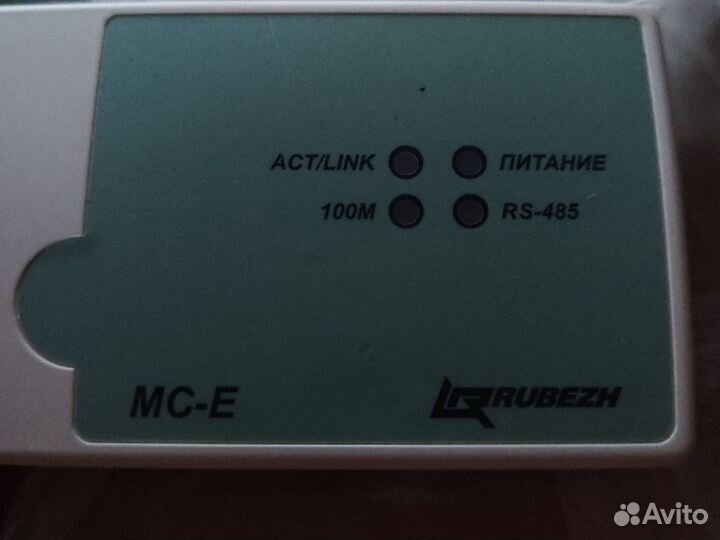 ACT/LINK ПИТАНИЕ
100M RS-485
MC-E RUBEZH
Avito